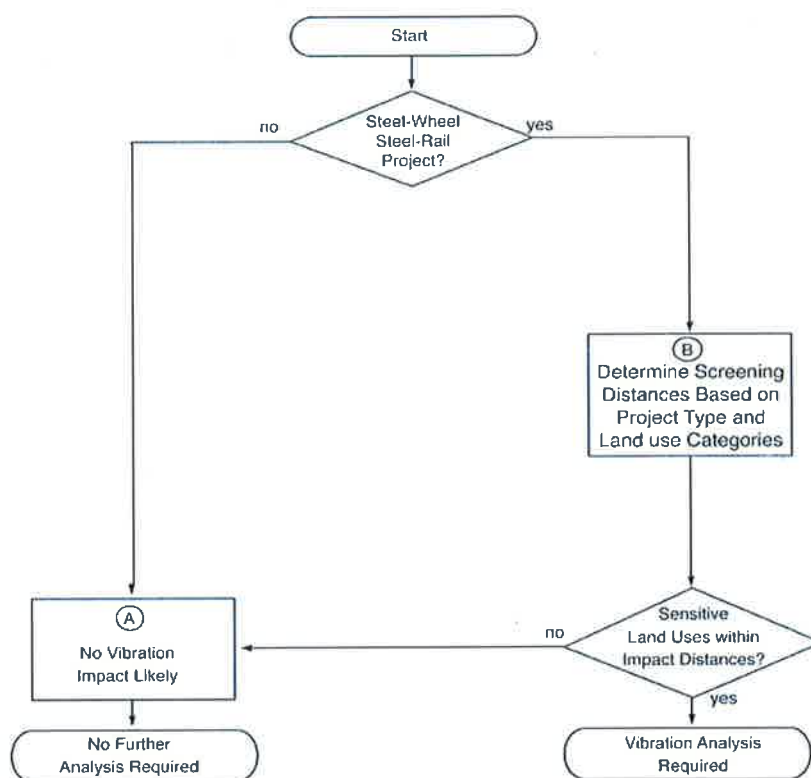 Start
no
Steel-Wheel
Steel-Rail
Project?
yes
B
Determine Screening
Distances Based on
Project Type and
Land use Categories
A
No Vibration
Impact Likely
no
Sensitive
Land Uses within
Impact Distances?
yes
No Further
Analysis Required
Vibration Analysis
Required